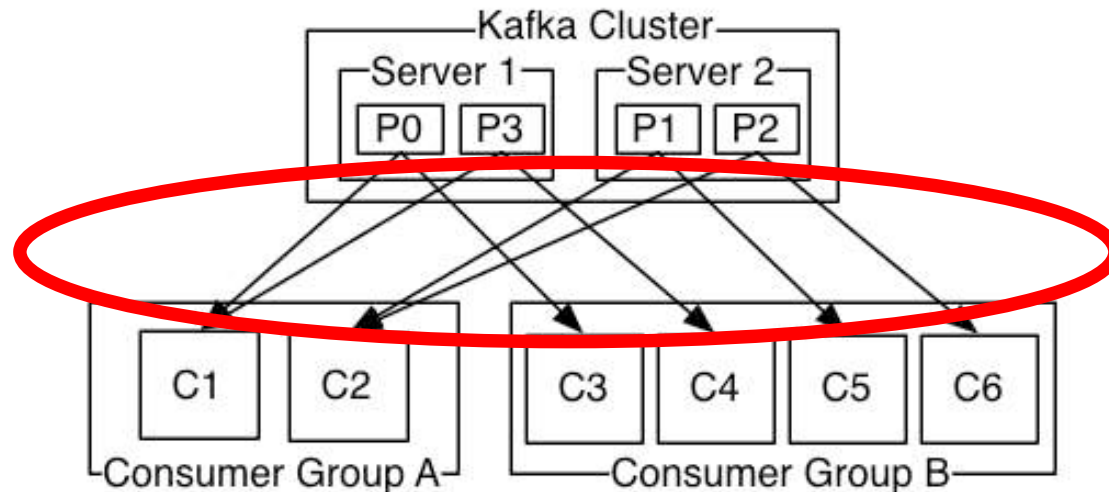 Kafka Cluster
Server 1 Server 2
P0 P3 P1 P2
C1 C2 C3 C4 C5 C6
Consumer Group A Consumer Group B